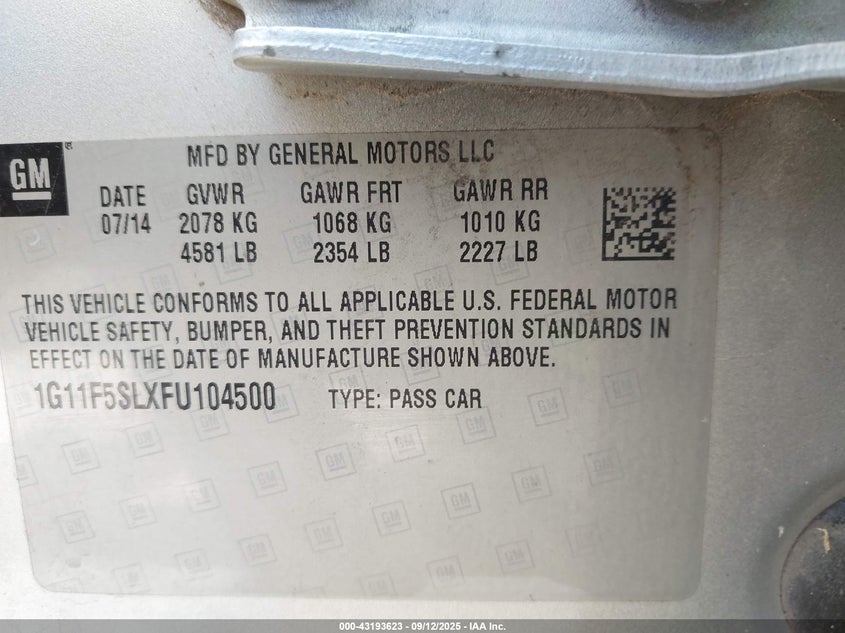 GM
MFD BY GENERAL MOTORS LLC
DATE GVWR GAWR FRT GAWR RR
07/14 2078 KG 1068 KG 1010 KG
4581 LB 2354 LB 2227 LB
THIS VEHICLE CONFORMS TO ALL APPLICABLE U.S. FEDERAL MOTOR
VEHICLE SAFETY, BUMPER, AND THEFT PREVENTION STANDARDS IN
EFFECT ON THE DATE OF MANUFACTURE SHOWN ABOVE.
1G11F5SLXFU104500 TYPE: PASS CAR
000-43193623 - 09/12/2025 - IAA Inc.